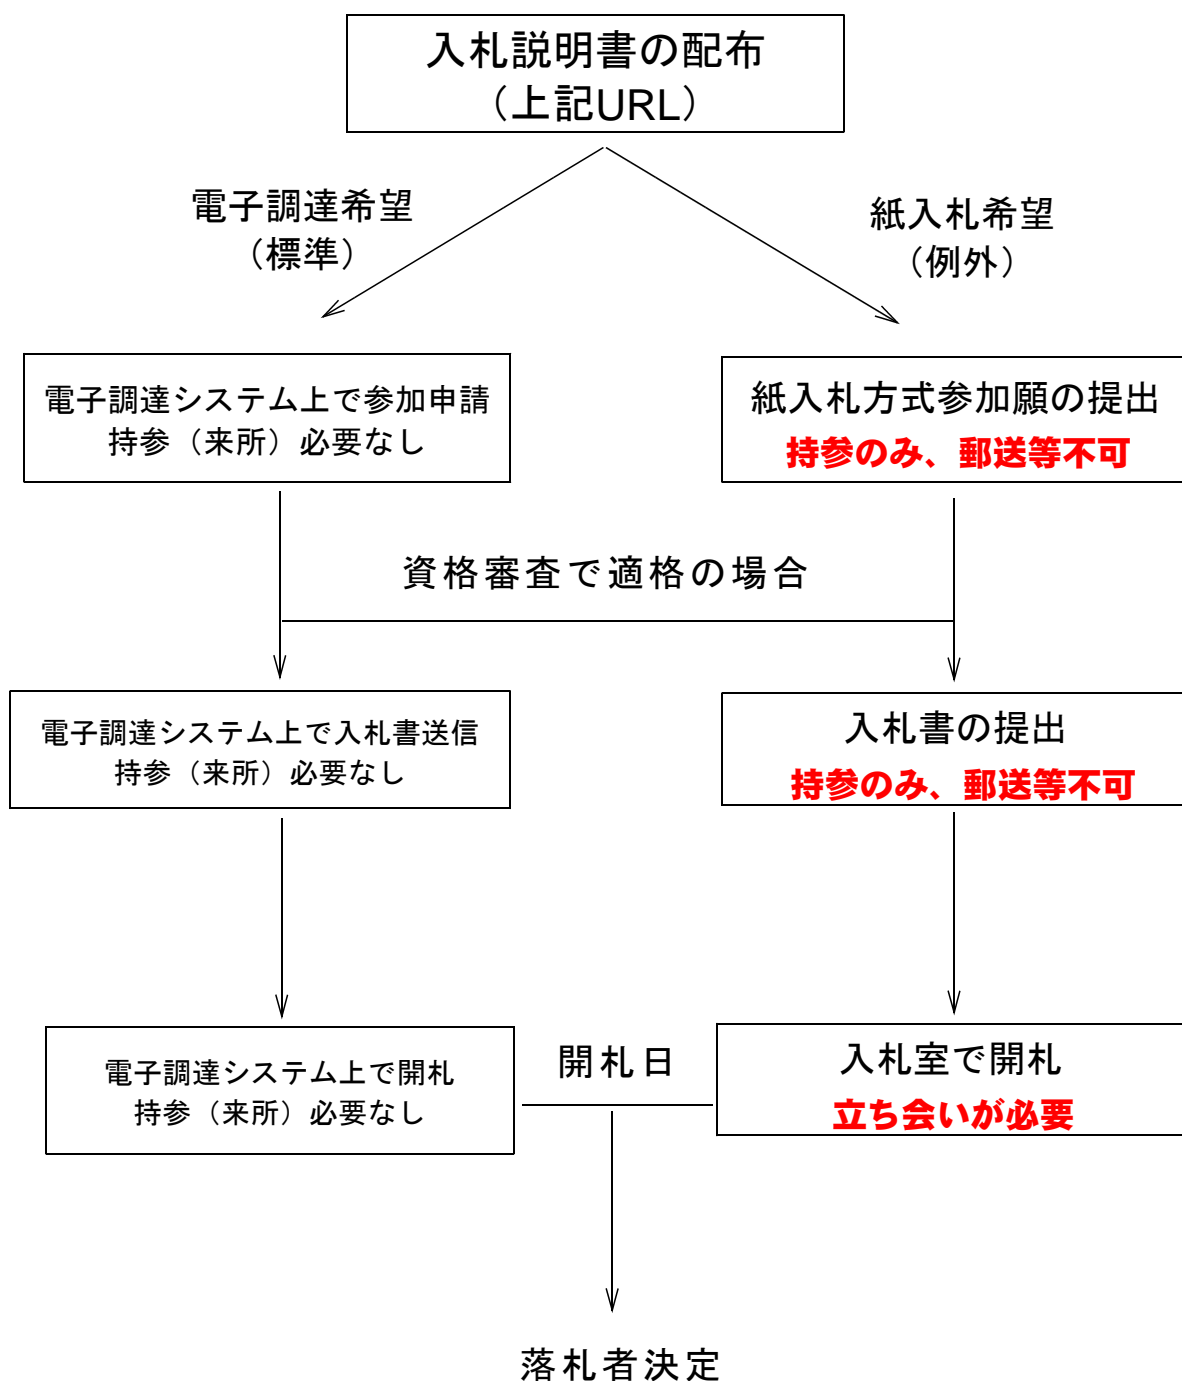 入札説明書の配布
（上記URL）
電子調達希望
（標準）
紙入札希望
（例外）
電子調達システム上で参加申請
持参（来所）必要なし
紙入札方式参加願の提出
持参のみ、郵送等不可
資格審査で適格の場合
電子調達システム上で入札書送信
持参（来所）必要なし
入札書の提出
持参のみ、郵送等不可
電子調達システム上で開札
持参（来所）必要なし
開札日
入札室で開札
立ち会いが必要
落札者決定